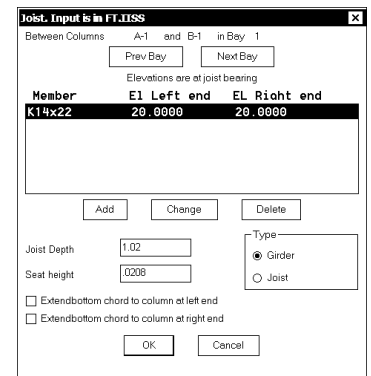 Joist. Input is in FT.IISS
×
Between Columns A-1 and B-1 in Bay 1
Prev Bay Next Bay
Elevations are at joist bearing
Member El Left end EL Riaht end
K14x22 20.0000 20.0000
Add Change Delete
Type
Joist Depth 1.02
Girder
Seat height .0208
Joist
Extendbottom chord to column at left end
Extendbottom chord to column at right end
OK Cancel